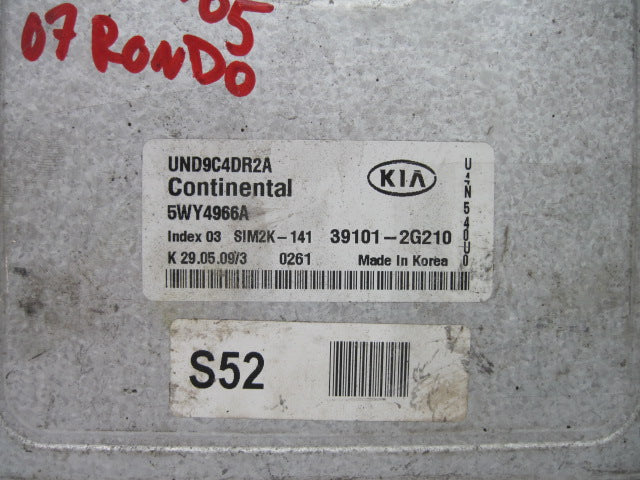 05
07 RONDO
UND9C4DR2A
Continental
5WY4966A
Index 03 SIM2K-141 39101-2G210
K 29.05.09/3 0261 Made In Korea
KIA
S52